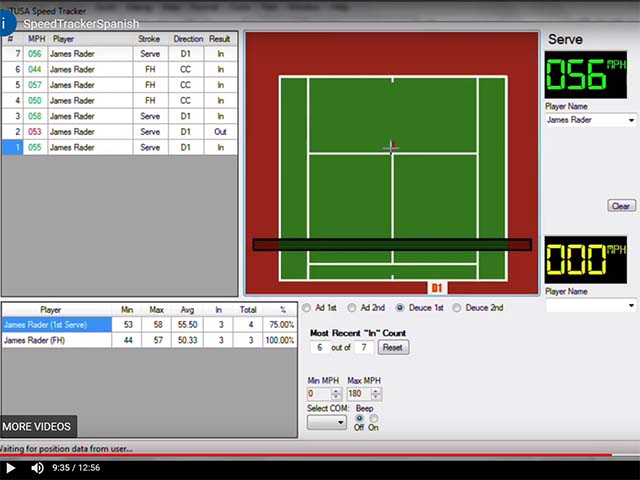 TUSA Speed Tracker
i SpeedTrackerSpanish
# MPH Player Stroke Direction Result
7 056 James Rader Serve D1 In
6 044 James Rader FH CC In
5 057 James Rader FH CC In
4 050 James Rader FH CC In
3 058 James Rader Serve D1 In
2 053 James Rader Serve D1 Out
1 055 James Rader Serve D1 In
Serve
056 MPH
Player Name
James Rader
Clear
000 MPH
Player Name
D1
Player Min Max Avg In Total %
James Rader (1st Serve) 53 58 55.50 3 4 75.00%
James Rader (FH) 44 57 50.33 3 3 100.00%
Ad 1st Ad 2nd Deuce 1st Deuce 2nd
Most Recent "In" Count
6 out of 7 Reset
Min MPH Max MPH
0 180
Select COM: Beep
Off On
MORE VIDEOS
Waiting for position data from user...
9:35 / 12:56